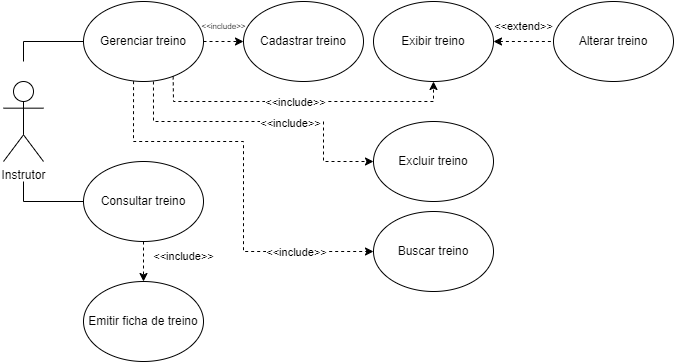 Gerenciar treino
<<include>>
Cadastrar treino
Exibir treino
<<extend>>
Alterar treino
<<include>>
<<include>>
Instrutor
Excluir treino
Consultar treino
<<include>>
<<include>>
Buscar treino
Emitir ficha de treino